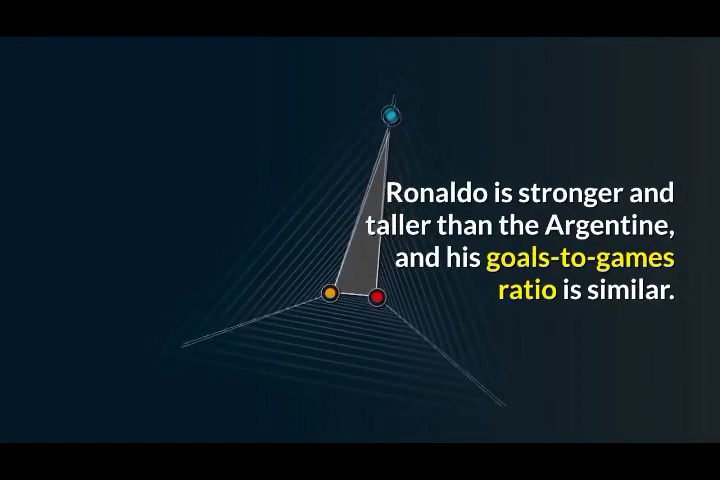 Ronaldo is stronger and
taller than the Argentine,
and his goals-to-games
ratio is similar.